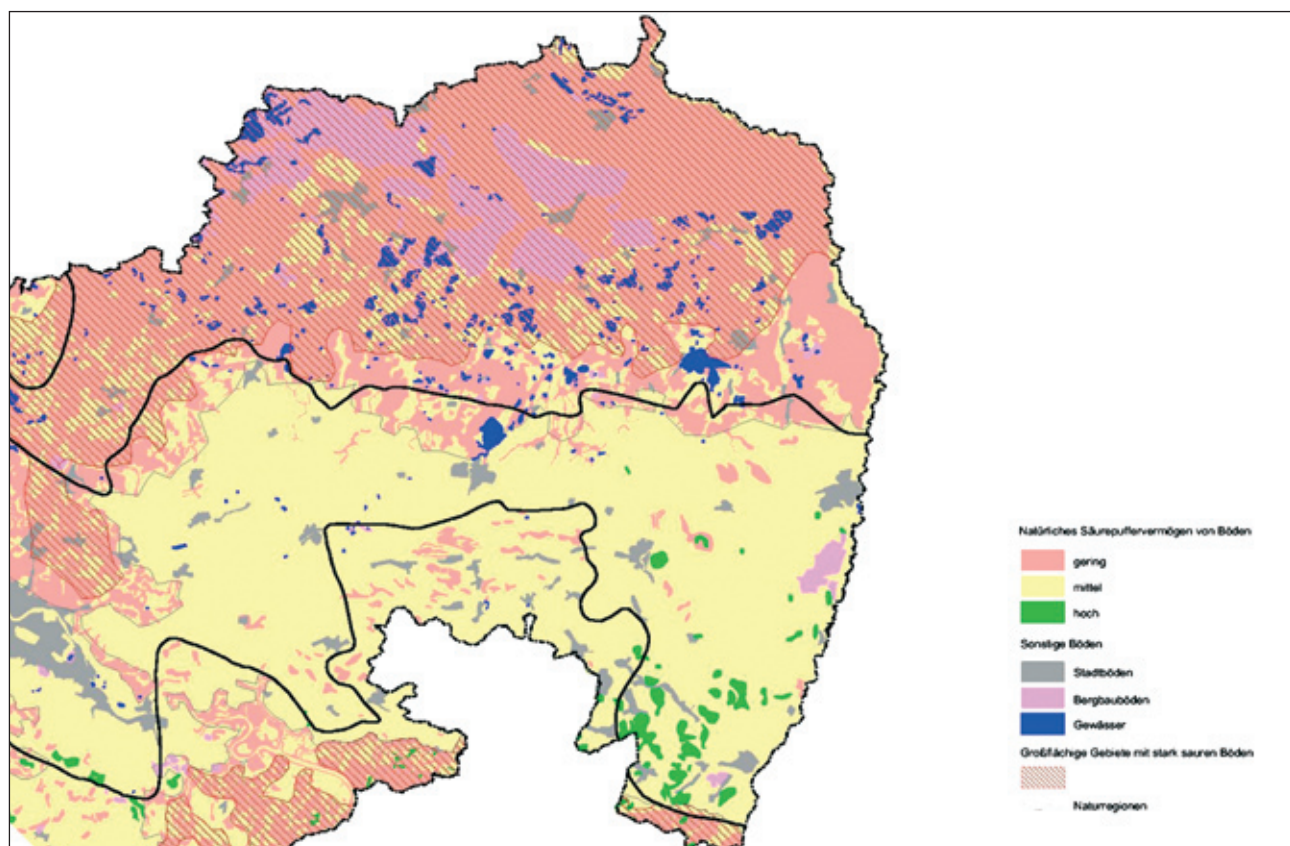 Natürliches Säurepuffervermögen von Böden
gering
mittel
hoch
Sonstige Böden
Stadtböden
Bergbauböden
Gewässer
Großflächige Gebiete mit stark sauren Böden
Naturregionen